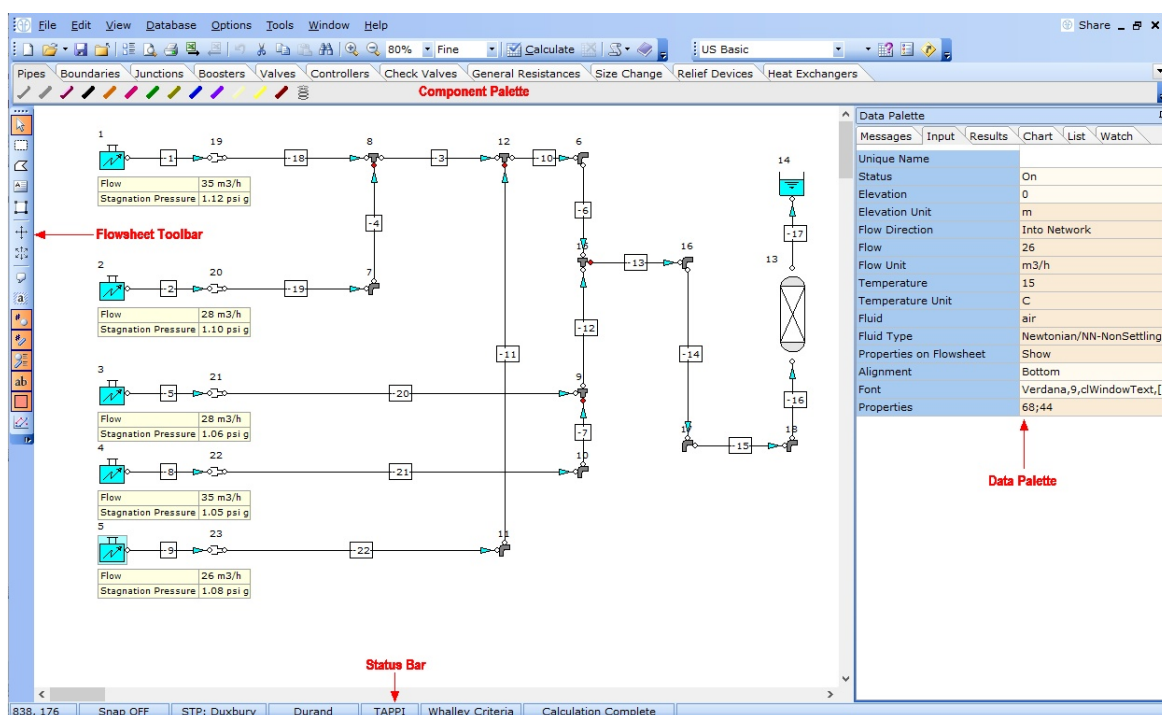 File Edit View Database Options Tools Window Help Share
80% Fine Calculate US Basic
Pipes Boundaries Junctions Boosters Valves Controllers Check Valves General Resistances Size Change Relief Devices Heat Exchangers
Component Palette
Flowsheet Toolbar
1
-1
19
-18
8
-3
12
-10
6
Flow 35 m3/h
Stagnation Pressure 1.12 psi g
-4
-6
2
-2
20
-19
7
15
-13
16
14
-17
13
Flow 28 m3/h
Stagnation Pressure 1.10 psi g
-12
-11
-14
3
-5
21
-20
9
-16
Flow 28 m3/h
Stagnation Pressure 1.06 psi g
-7
17
-15
18
4
-8
22
-21
10
Flow 35 m3/h
Stagnation Pressure 1.05 psi g
5
-9
23
-22
11
Flow 26 m3/h
Stagnation Pressure 1.08 psi g
Data Palette
Messages Input Results Chart List Watch
Unique Name
Status On
Elevation 0
Elevation Unit m
Flow Direction Into Network
Flow 26
Flow Unit m3/h
Temperature 15
Temperature Unit C
Fluid air
Fluid Type Newtonian/NN-NonSettling
Properties on Flowsheet Show
Alignment Bottom
Font Verdana,9,clWindowText,[
Properties 68;44
Data Palette
ab
a
Status Bar
838, 176 Snap OFF STP: Duxbury Durand TAPPI Whalley Criteria Calculation Complete